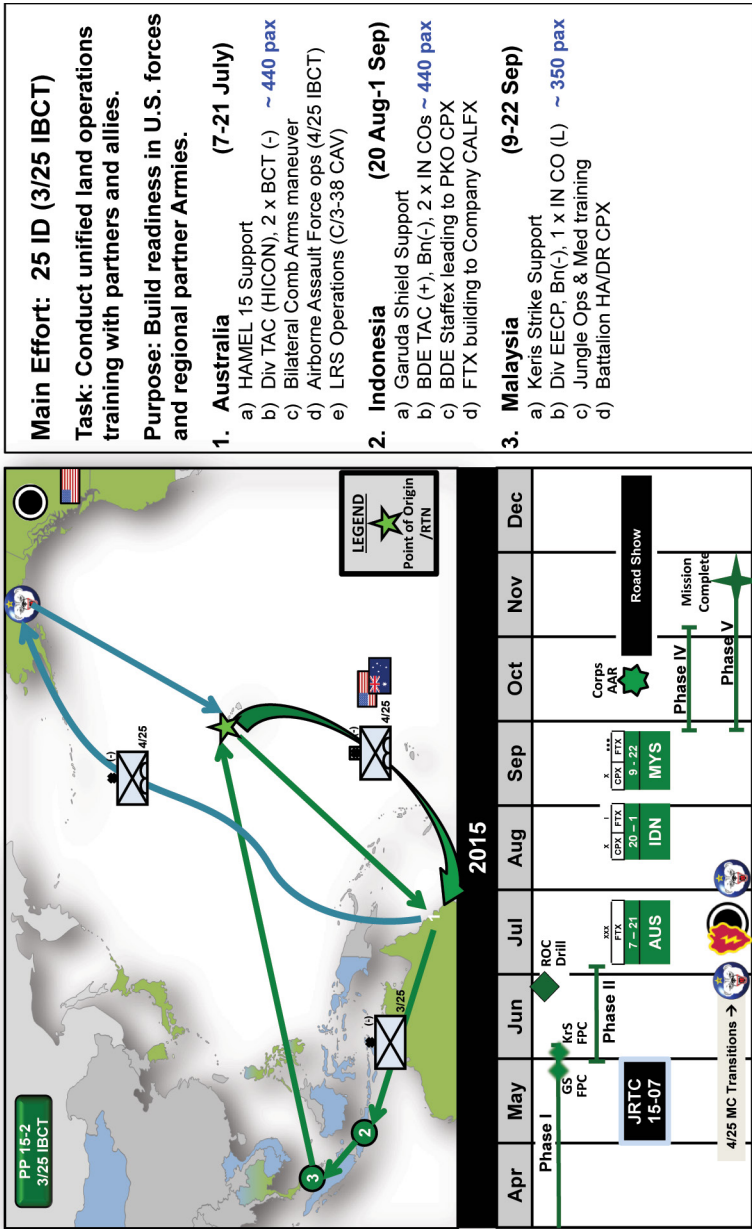 PP 15-2
3/25 IBCT
4/25
(-)
4/25
(-)
3/25
(-)
1
2
3
LEGEND
Point of Origin
/RTN
2015
Apr
May
Jun
Jul
Aug
Sep
Oct
Nov
Dec
Phase I
GS
FPC
KrS
FPC
ROC
Drill
Phase II
JRTC
15-07
XXX
FTX
7 – 21
AUS
X
I
CPX
FTX
20 – 1
IDN
X
•••
CPX
FTX
9 - 22
MYS
Corps
AAR
Road Show
Phase IV
Mission
Complete
Phase V
4/25 MC Transitions →
Main Effort: 25 ID (3/25 IBCT)
Task: Conduct unified land operations
training with partners and allies.
Purpose: Build readiness in U.S. forces
and regional partner Armies.
1. Australia (7-21 July)
a) HAMEL 15 Support
b) Div TAC (HICON), 2 x BCT (-) ~ 440 pax
c) Bilateral Comb Arms maneuver
d) Airborne Assault Force ops (4/25 IBCT)
e) LRS Operations (C/3-38 CAV)
2. Indonesia (20 Aug-1 Sep)
a) Garuda Shield Support
b) BDE TAC (+), Bn(-), 2 x IN COs ~ 440 pax
c) BDE Staffex leading to PKO CPX
d) FTX building to Company CALFX
3. Malaysia (9-22 Sep)
a) Keris Strike Support
b) Div EECP, Bn(-), 1 x IN CO (L) ~ 350 pax
c) Jungle Ops & Med training
d) Battalion HA/DR CPX